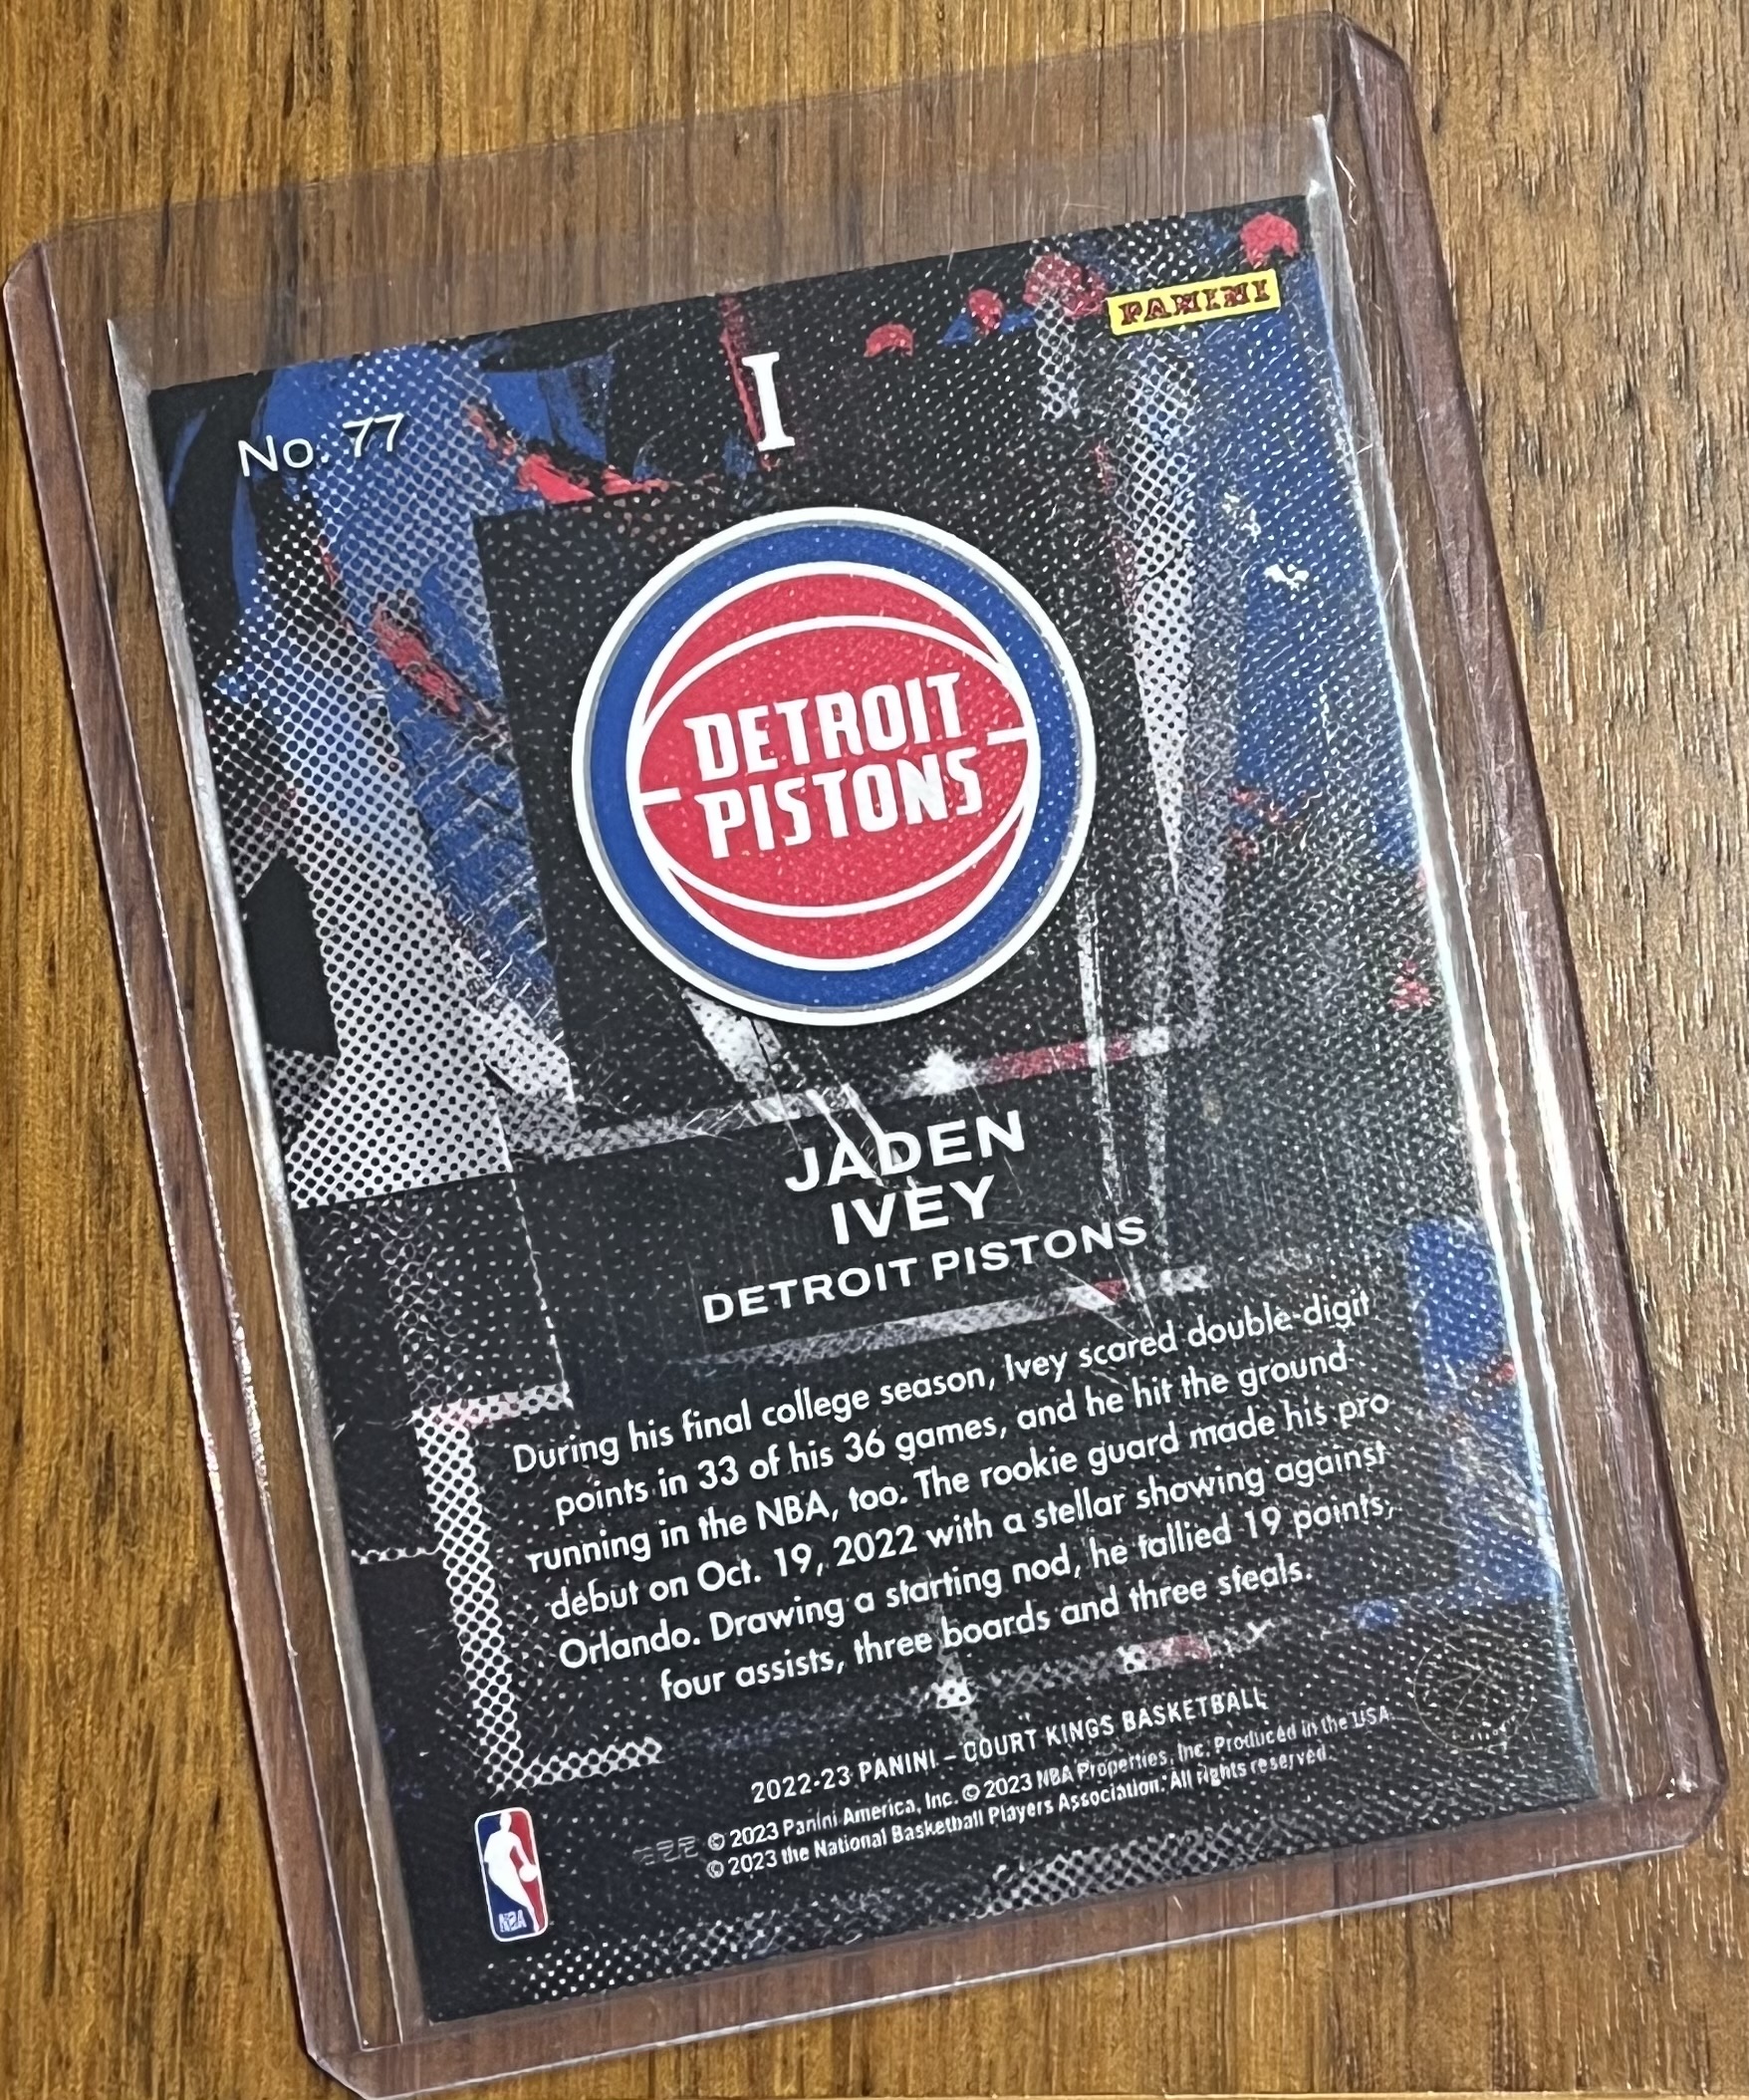 PANINI
I
No. 77
DETROIT
PISTONS
JADEN
IVEY
DETROIT PISTONS
During his final college season, Ivey scared double-digit
points in 33 of his 36 games, and he hit the ground
running in the NBA, too. The rookie guard made his pro
debut on Oct. 19, 2022 with a stellar showing against
Orlando. Drawing a starting nod, he tallied 19 points,
four assists, three boards and three steals.
2022-23 PANINI – COURT KINGS BASKETBALL
© 2023 Panini America, Inc. © 2023 NBA Properties, Inc. Produced in the USA.
© 2023 the National Basketball Players Association. All rights reserved.
NBA